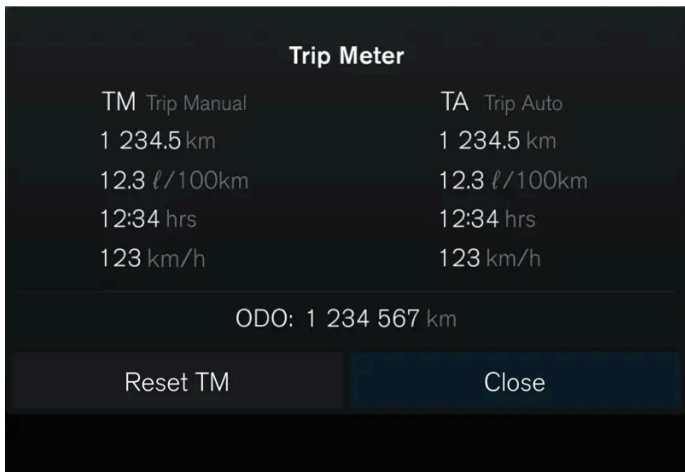 Trip Meter
TM Trip Manual
TA Trip Auto
1 234.5 km
1 234.5 km
12.3 ℓ/100km
12.3 ℓ/100km
12:34 hrs
12:34 hrs
123 km/h
123 km/h
ODO: 1 234 567 km
Reset TM
Close